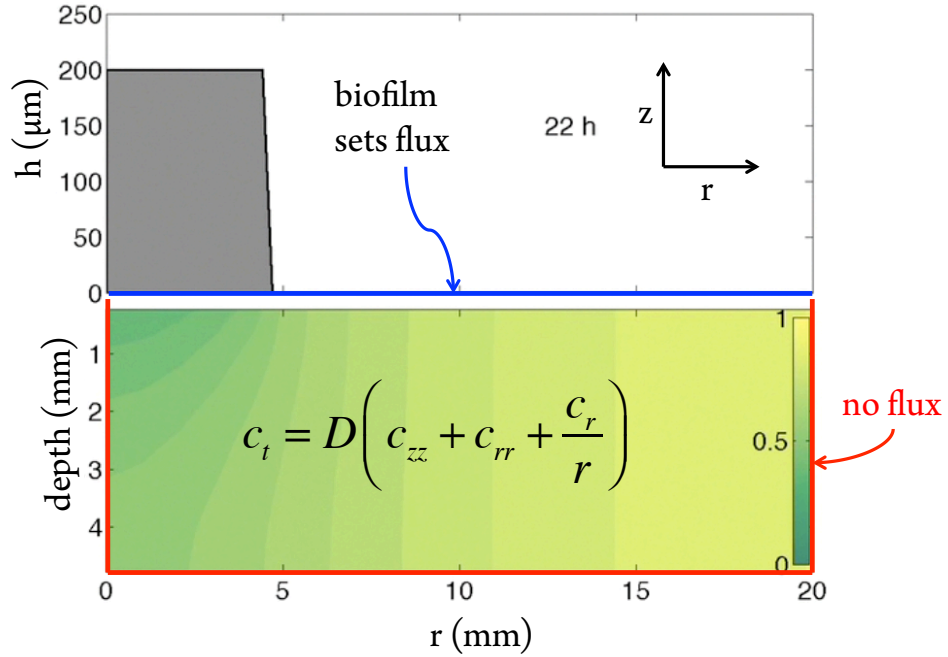 250
200
150
100
50
0
h (µm)
biofilm
sets flux
22 h
z
r
1
2
3
4
depth (mm)
c_t = D( c_zz + c_rr + c_r / r )
1
0.5
0
no flux
0
5
10
15
20
r (mm)